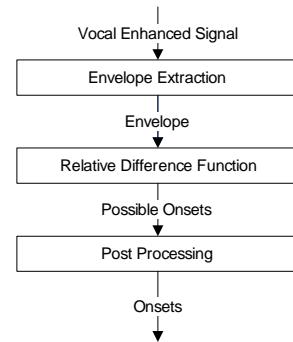 Vocal Enhanced Signal
Envelope Extraction
Envelope
Relative Difference Function
Possible Onsets
Post Processing
Onsets